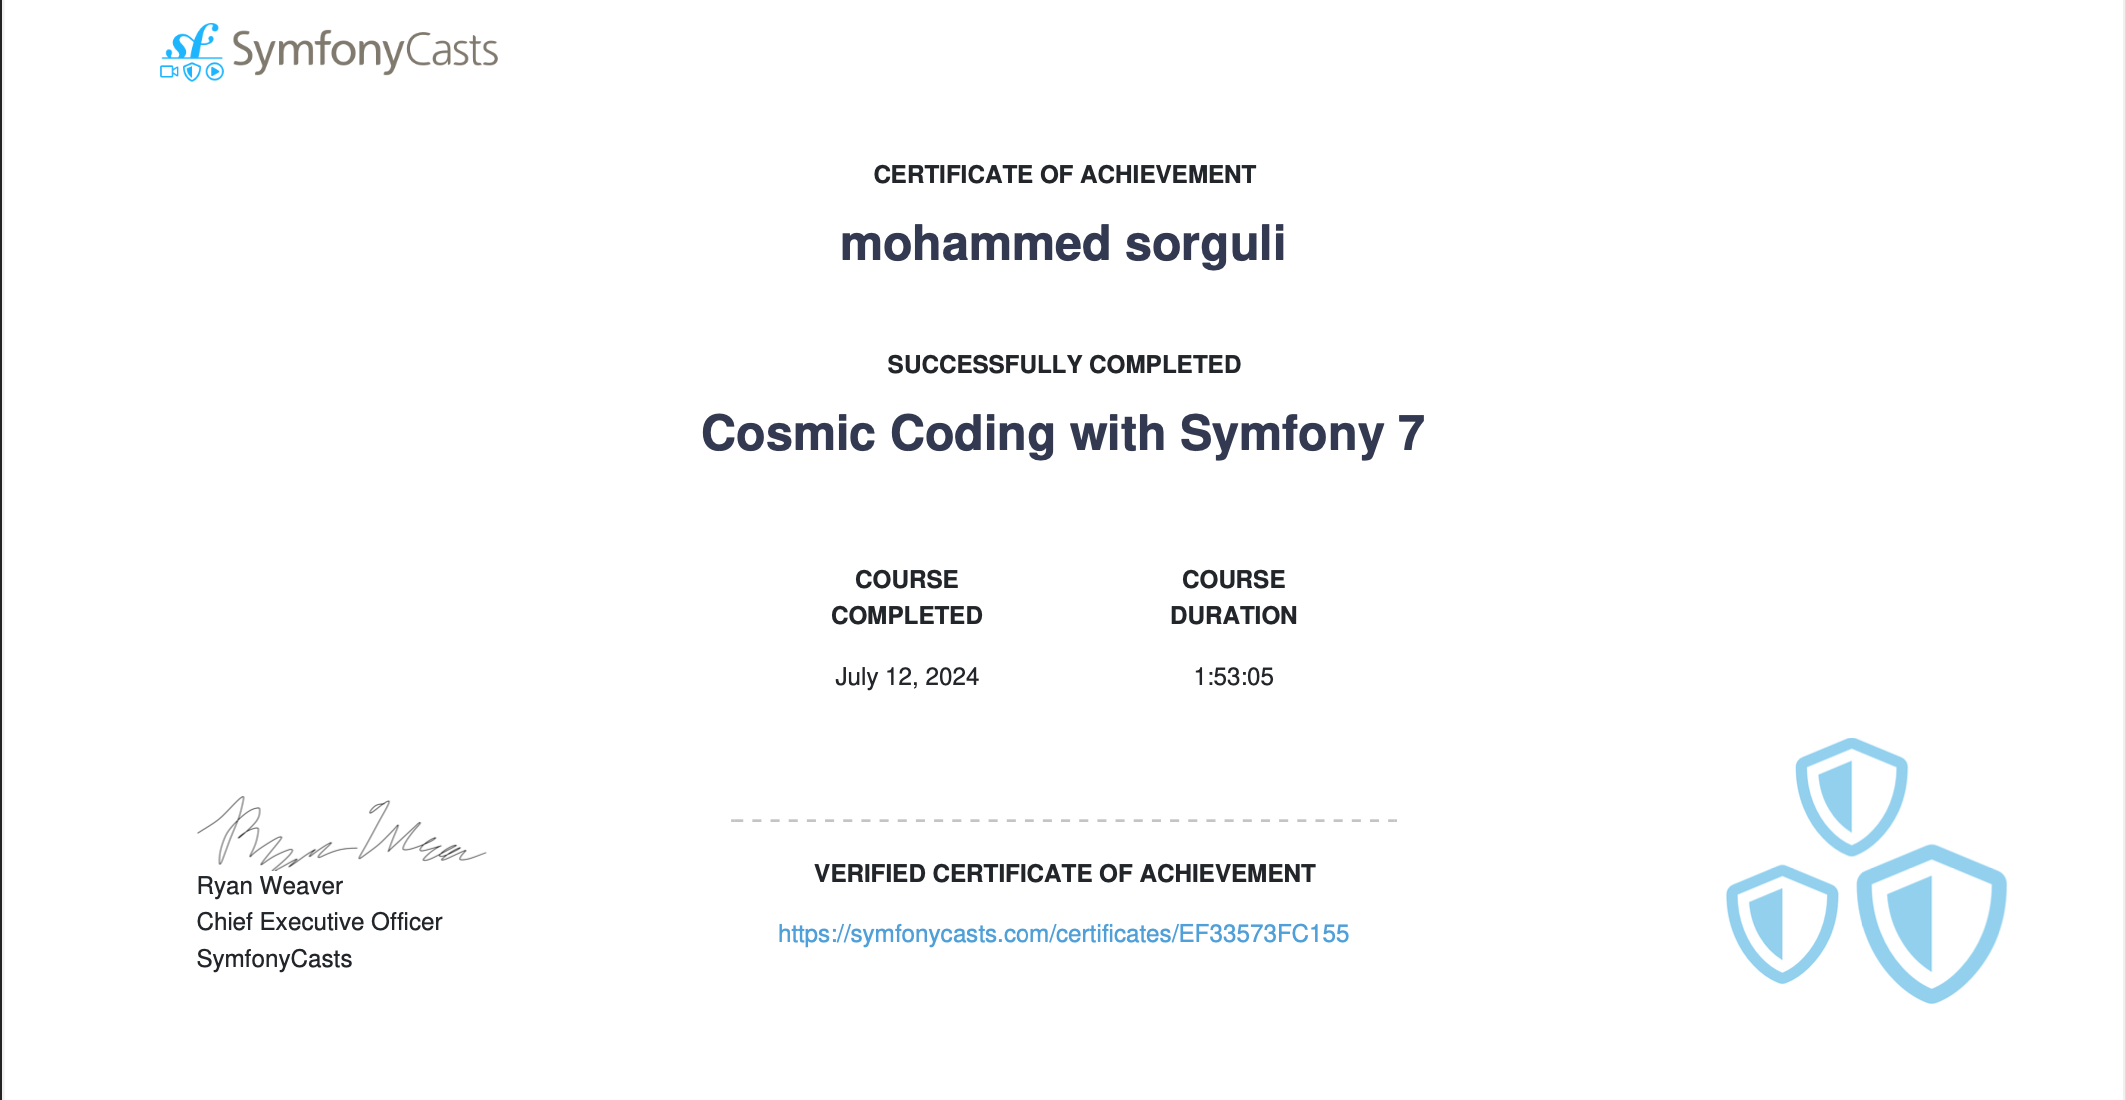 SymfonyCasts
CERTIFICATE OF ACHIEVEMENT
mohammed sorguli
SUCCESSFULLY COMPLETED
Cosmic Coding with Symfony 7
COURSE
COMPLETED
July 12, 2024
COURSE
DURATION
1:53:05
Ryan Weaver
Ryan Weaver
Chief Executive Officer
SymfonyCasts
VERIFIED CERTIFICATE OF ACHIEVEMENT
https://symfonycasts.com/certificates/EF33573FC155